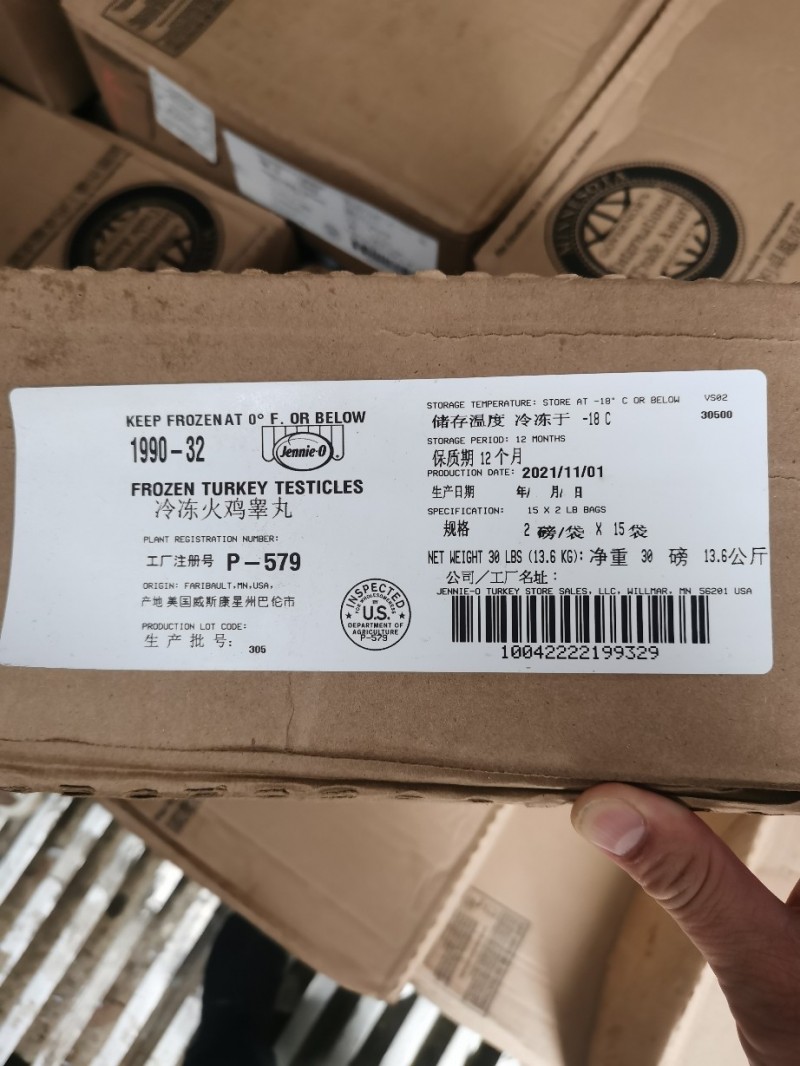 MINNESOTA
KEEP FROZEN AT 0° F. OR BELOW
1990-32
Jennie-O
FROZEN TURKEY TESTICLES
冷冻火鸡睾丸
PLANT REGISTRATION NUMBER:
工厂注册号 P-579
ORIGIN: FARIBAULT,MN,USA,
产地 美国威斯康星州巴伦市
PRODUCTION LOT CODE:
生产批号: 305
INSPECTED
FOR WHOLESOMENESS
BY
U.S.
DEPARTMENT OF
AGRICULTURE
P-579
STORAGE TEMPERATURE: STORE AT -18° C OR BELOW VS02
储存温度 冷冻于 -18 C 30500
STORAGE PERIOD: 12 MONTHS
保质期 12个月
PRODUCTION DATE: 2021/11/01
生产日期 年/ 月/ 日
SPECIFICATION: 15 X 2 LB BAGS
规格 2 磅/袋 X 15袋
NET WEIGHT 30 LBS (13.6 KG): 净重 30 磅 13.6公斤
公司/工厂名址:
JENNIE-O TURKEY STORE SALES, LLC, WILLMAR, MN 56201 USA
10042222199329